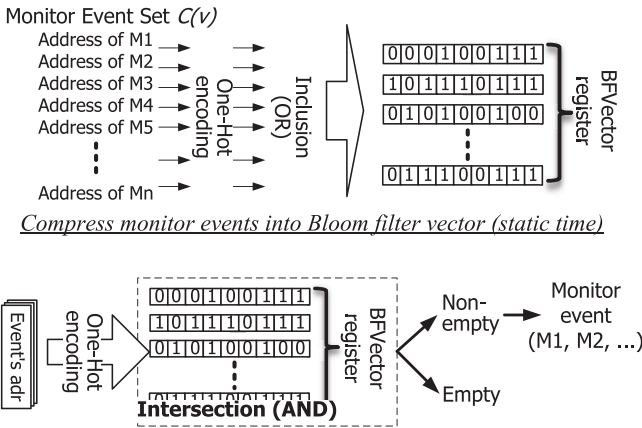 Monitor Event Set C(v)
Address of M1
Address of M2
Address of M3
Address of M4
Address of M5
Address of Mn
One-Hot
encoding
Inclusion
(OR)
0 0 0 1 0 0 1 1 1
1 0 1 1 1 0 1 1 1
0 1 0 1 0 0 1 0 0
0 1 1 1 0 0 1 1 1
BFVector
register
Compress monitor events into Bloom filter vector (static time)
Event's adr
One-Hot
encoding
0 0 0 1 0 0 1 1 1
1 0 1 1 1 0 1 1 1
0 1 0 1 0 0 1 0 0
BFVector
register
Intersection (AND)
Non-
empty
Empty
Monitor
event
(M1, M2, ...)